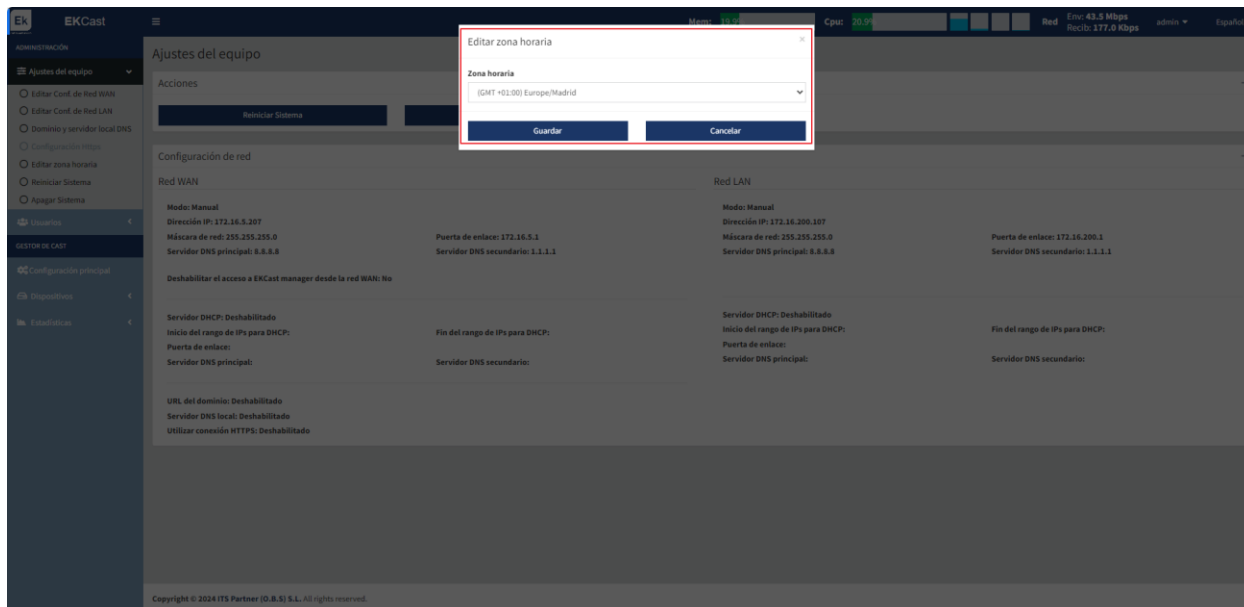 Ek EKCast
Mem: 19.9% Cpu: 20.9% Red Env: 43.5 Mbps admin Español
Recib: 177.0 Kbps
ADMINISTRACIÓN
Ajustes del equipo
Editar Conf. de Red WAN
Editar Conf. de Red LAN
Dominio y servidor local DNS
Configuración Https
Editar zona horaria
Reiniciar Sistema
Apagar Sistema
Usuarios
GESTOR DE CAST
Configuración principal
Dispositivos
Estadísticas
Ajustes del equipo
Acciones
Reiniciar Sistema
Editar zona horaria ×
Zona horaria
(GMT +01:00) Europe/Madrid
Guardar Cancelar
Configuración de red
Red WAN
Modo: Manual
Dirección IP: 172.16.5.207
Máscara de red: 255.255.255.0 Puerta de enlace: 172.16.5.1
Servidor DNS principal: 8.8.8.8 Servidor DNS secundario: 1.1.1.1
Deshabilitar el acceso a EKCast manager desde la red WAN: No
Servidor DHCP: Deshabilitado
Inicio del rango de IPs para DHCP: Fin del rango de IPs para DHCP:
Puerta de enlace:
Servidor DNS principal: Servidor DNS secundario:
URL del dominio: Deshabilitado
Servidor DNS local: Deshabilitado
Utilizar conexión HTTPS: Deshabilitado
Red LAN
Modo: Manual
Dirección IP: 172.16.200.107
Máscara de red: 255.255.255.0 Puerta de enlace: 172.16.200.1
Servidor DNS principal: 8.8.8.8 Servidor DNS secundario: 1.1.1.1
Servidor DHCP: Deshabilitado
Inicio del rango de IPs para DHCP: Fin del rango de IPs para DHCP:
Puerta de enlace:
Servidor DNS principal: Servidor DNS secundario:
Copyright © 2024 ITS Partner (O.B.S) S.L. All rights reserved.